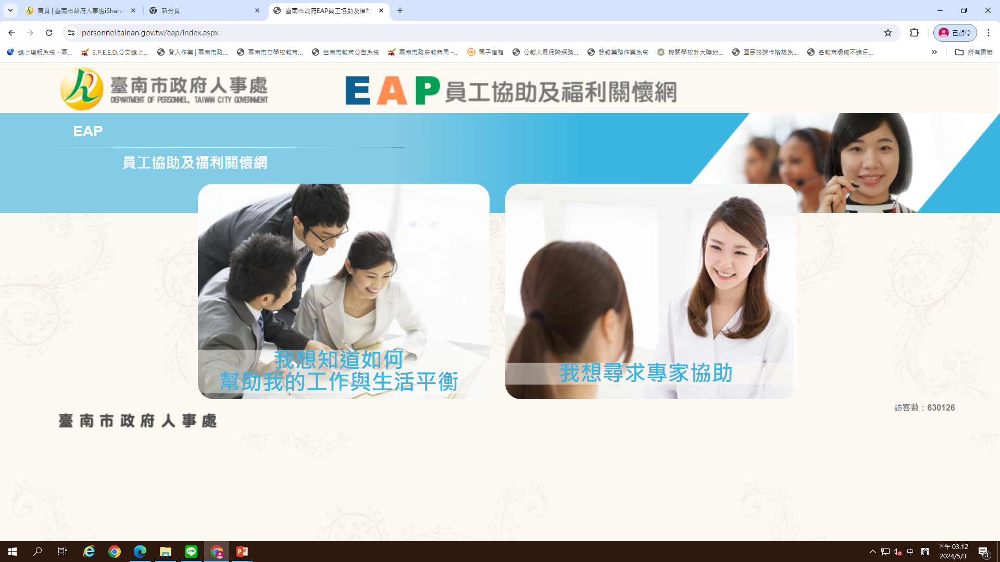 首頁 | 臺南市政府人事處iShare
新分頁
臺南市政府EAP員工協助及福利
personnel.tainan.gov.tw/eap/index.aspx
已暫停
線上填報系統 - 臺...
S.P.E.E.D.公文線上...
登入作業 | 臺南市政...
臺南市立學校教育...
台南市教育公告系統
臺南市政府教育局 –...
電子信箱
公教人員保險網路...
銓敘業務作業系統
機關學校赴大陸地...
國民旅遊卡檢核系...
各教育場域不適任...
所有書籤
臺南市政府人事處
DEPARTMENT OF PERSONNEL, TAIWAN CITY GOVERNMENT
EAP員工協助及福利關懷網
EAP
員工協助及福利關懷網
我想知道如何
幫助我的工作與生活平衡
我想尋求專家協助
訪客數：630126
臺南市政府人事處
中
倉
下午 03:12
2024/5/3
3